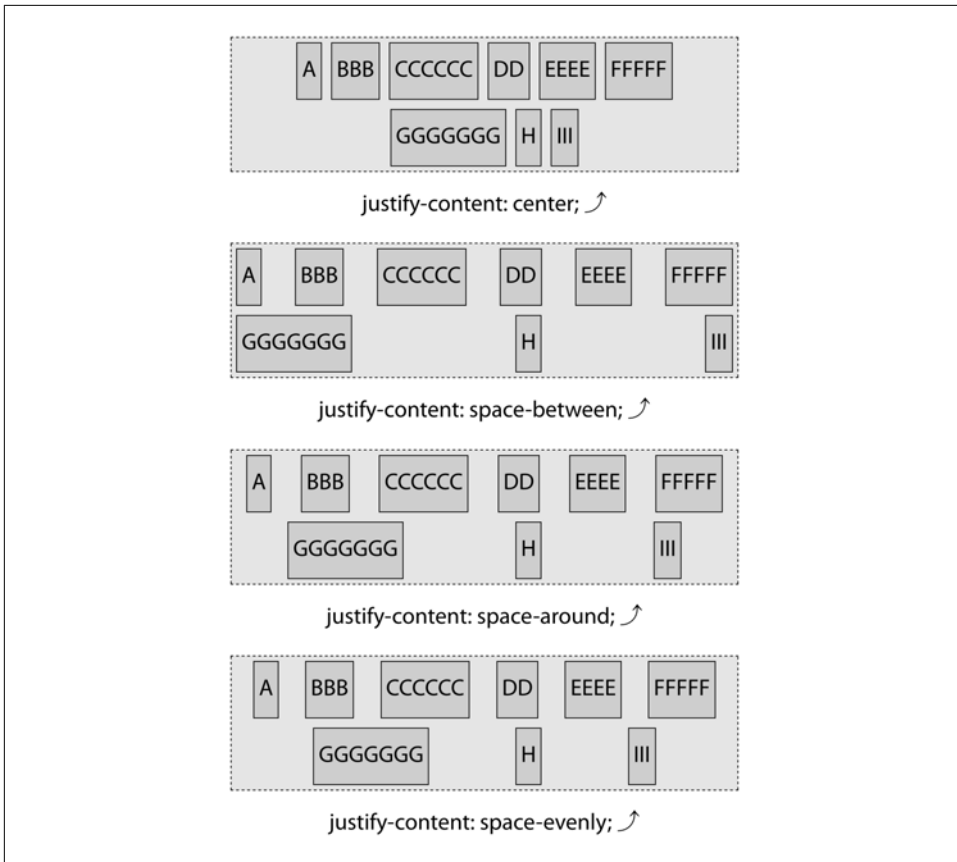 A BBB CCCCCC DD EEEE FFFFF
GGGGGGG H III
justify-content: center;
A BBB CCCCCC DD EEEE FFFFF
GGGGGGG H III
justify-content: space-between;
A BBB CCCCCC DD EEEE FFFFF
GGGGGGG H III
justify-content: space-around;
A BBB CCCCCC DD EEEE FFFFF
GGGGGGG H III
justify-content: space-evenly;